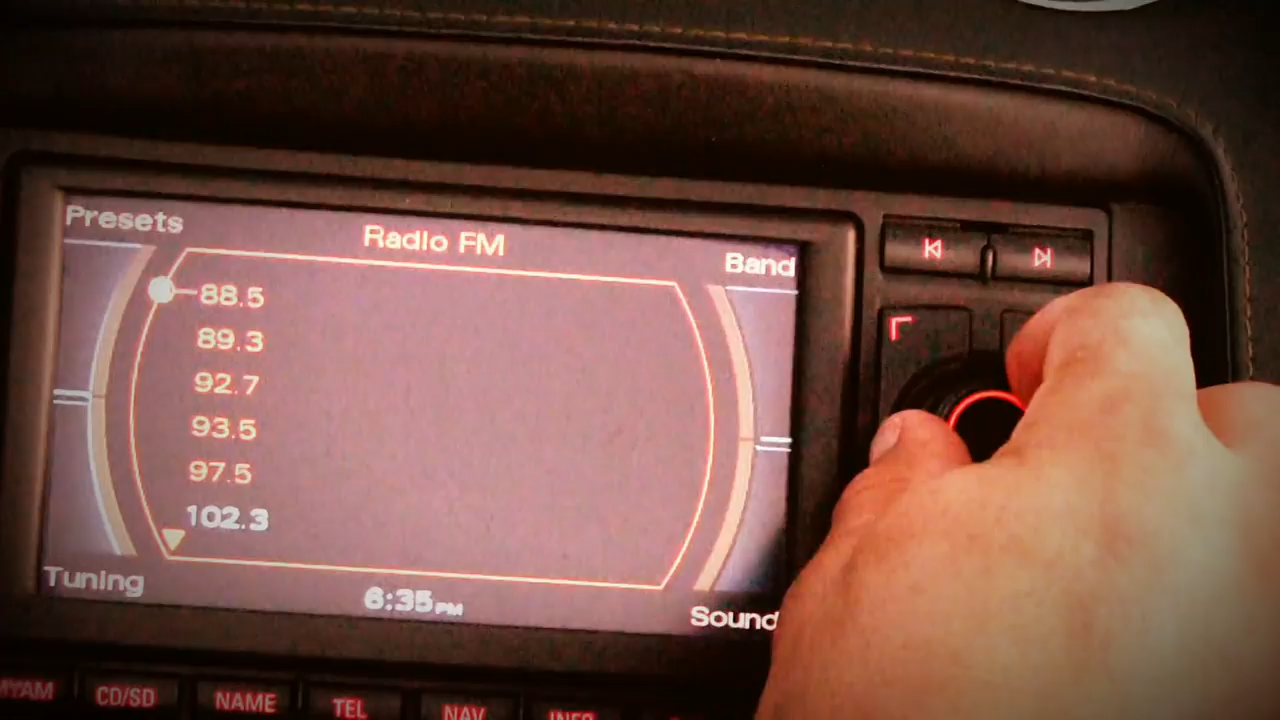 Presets
Radio FM
Band
88.5
89.3
92.7
93.5
97.5
102.3
Tuning
6:35PM
Sound
CD/SD
NAME
TEL
NAV
INFO